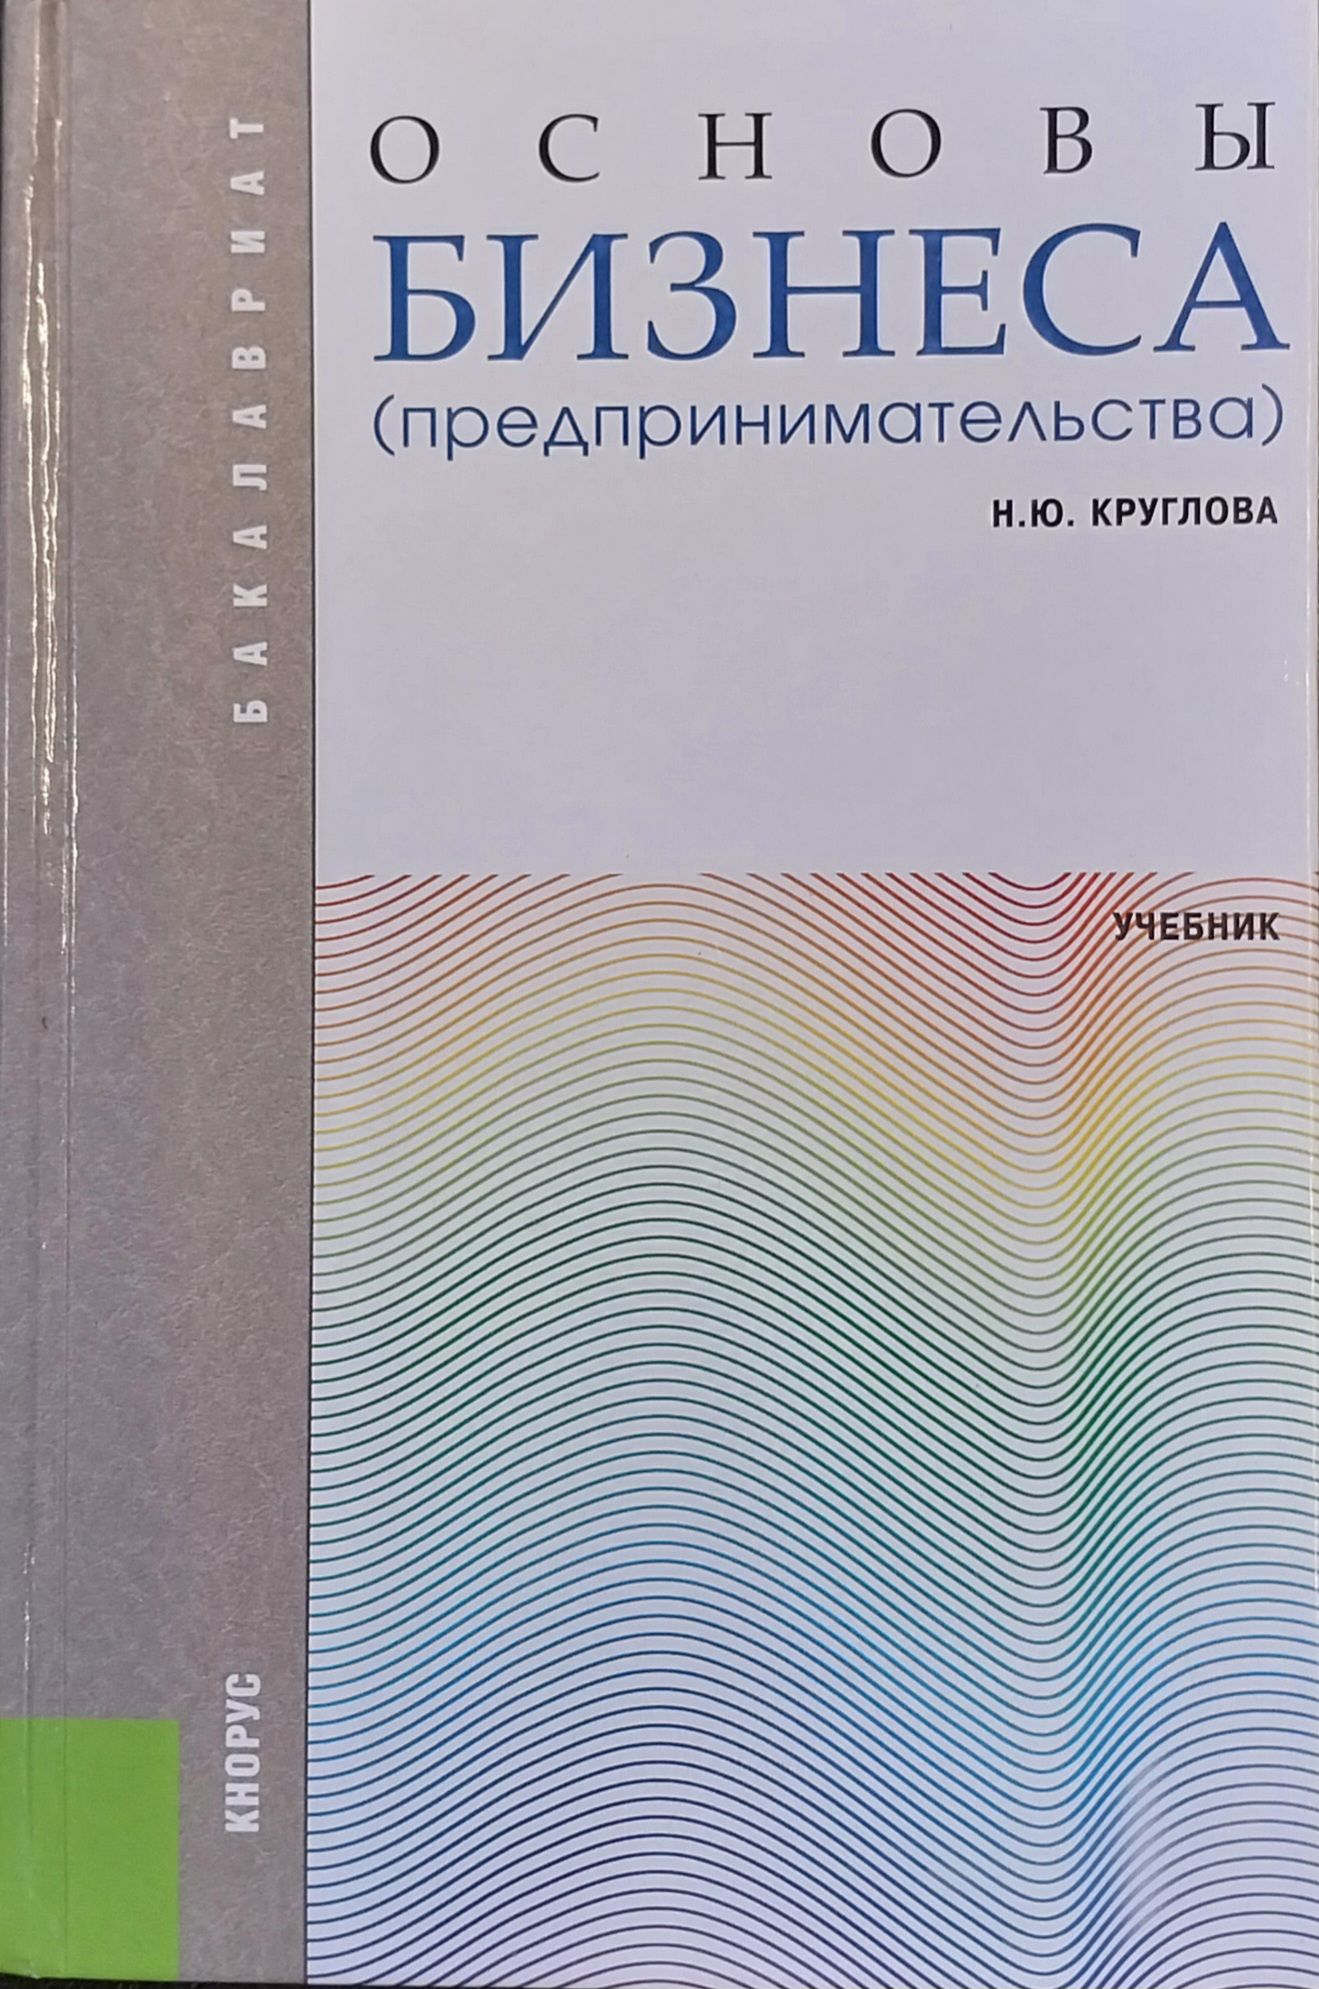 ОСНОВЫ
БИЗНЕСА
(предпринимательства)
Н.Ю. КРУГЛОВА
УЧЕБНИК
БАКАЛАВРИАТ
КНОРУС